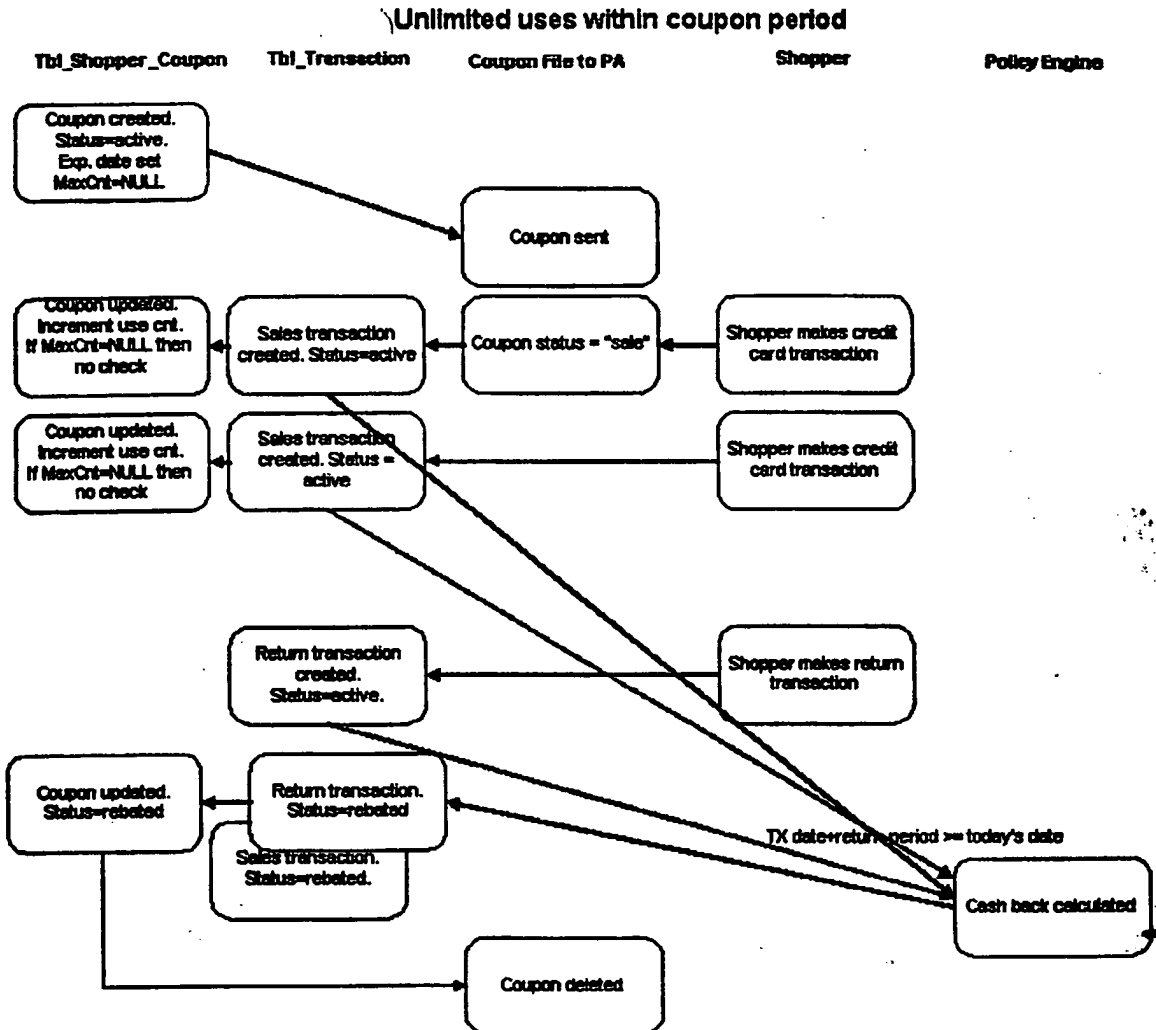 Unlimited uses within coupon period
Tbl_Shopper_Coupon
Tbl_Transaction
Coupon File to PA
Shopper
Policy Engine
Coupon created.
Status=active.
Exp. date set
MaxCnt=NULL
Coupon sent
Coupon updated.
Increment use cnt.
If MaxCnt=NULL then
no check
Sales transaction
created. Status=active
Coupon status = "sale"
Shopper makes credit
card transaction
Coupon updated.
Increment use cnt.
If MaxCnt=NULL then
no check
Sales transaction
created. Status =
active
Shopper makes credit
card transaction
Return transaction
created.
Status=active.
Shopper makes return
transaction
Coupon updated.
Status=rebated
Return transaction.
Status=rebated
Sales transaction.
Status=rebated.
TX date+return period >= today's date
Cash back calculated
Coupon deleted